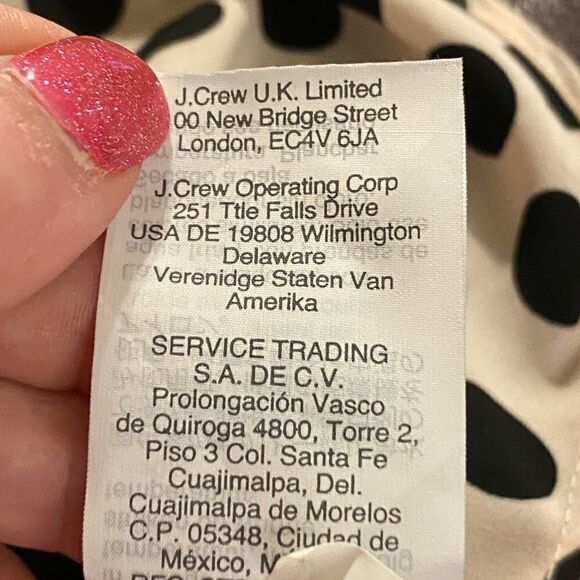 J.Crew U.K. Limited
00 New Bridge Street
London, EC4V 6JA
J.Crew Operating Corp
251 Ttle Falls Drive
USA DE 19808 Wilmington
Delaware
Verenidge Staten Van
Amerika
SERVICE TRADING
S.A. DE C.V.
Prolongación Vasco
de Quiroga 4800, Torre 2,
Piso 3 Col. Santa Fe
Cuajimalpa, Del.
Cuajimalpa de Morelos
C.P. 05348, Ciudad de
México,